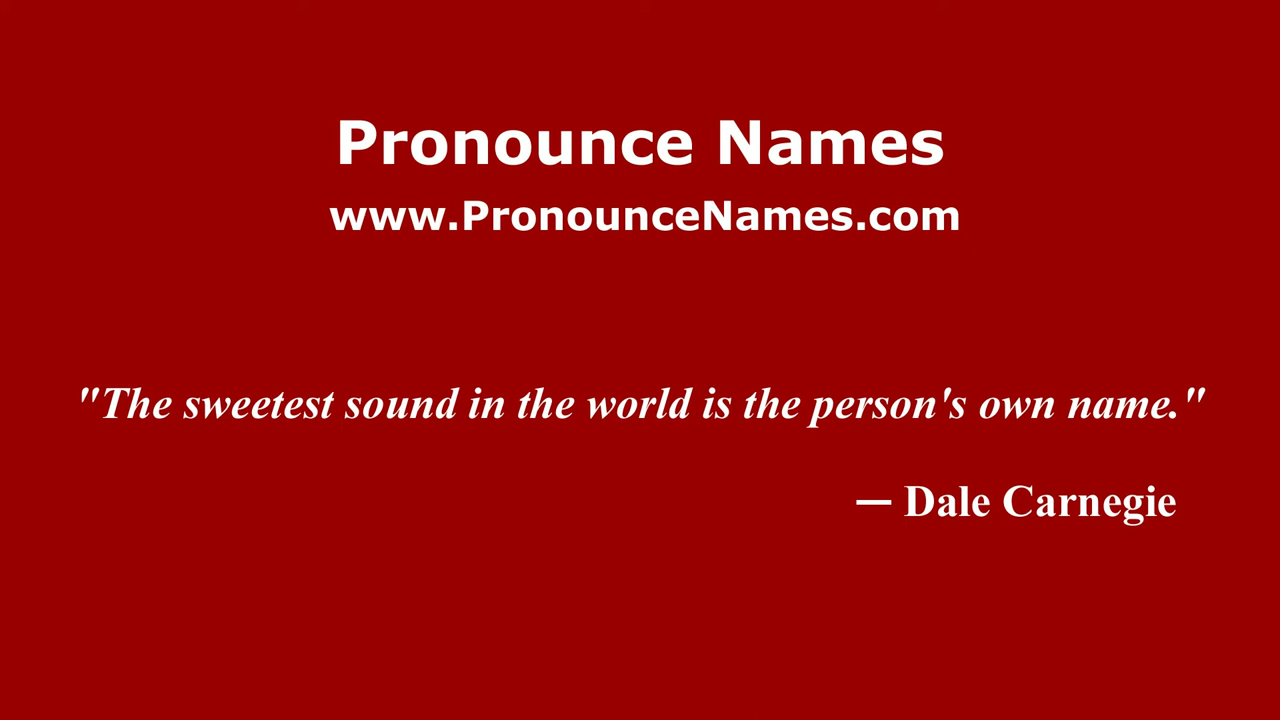 Pronounce Names
www.PronounceNames.com
"The sweetest sound in the world is the person's own name."
— Dale Carnegie